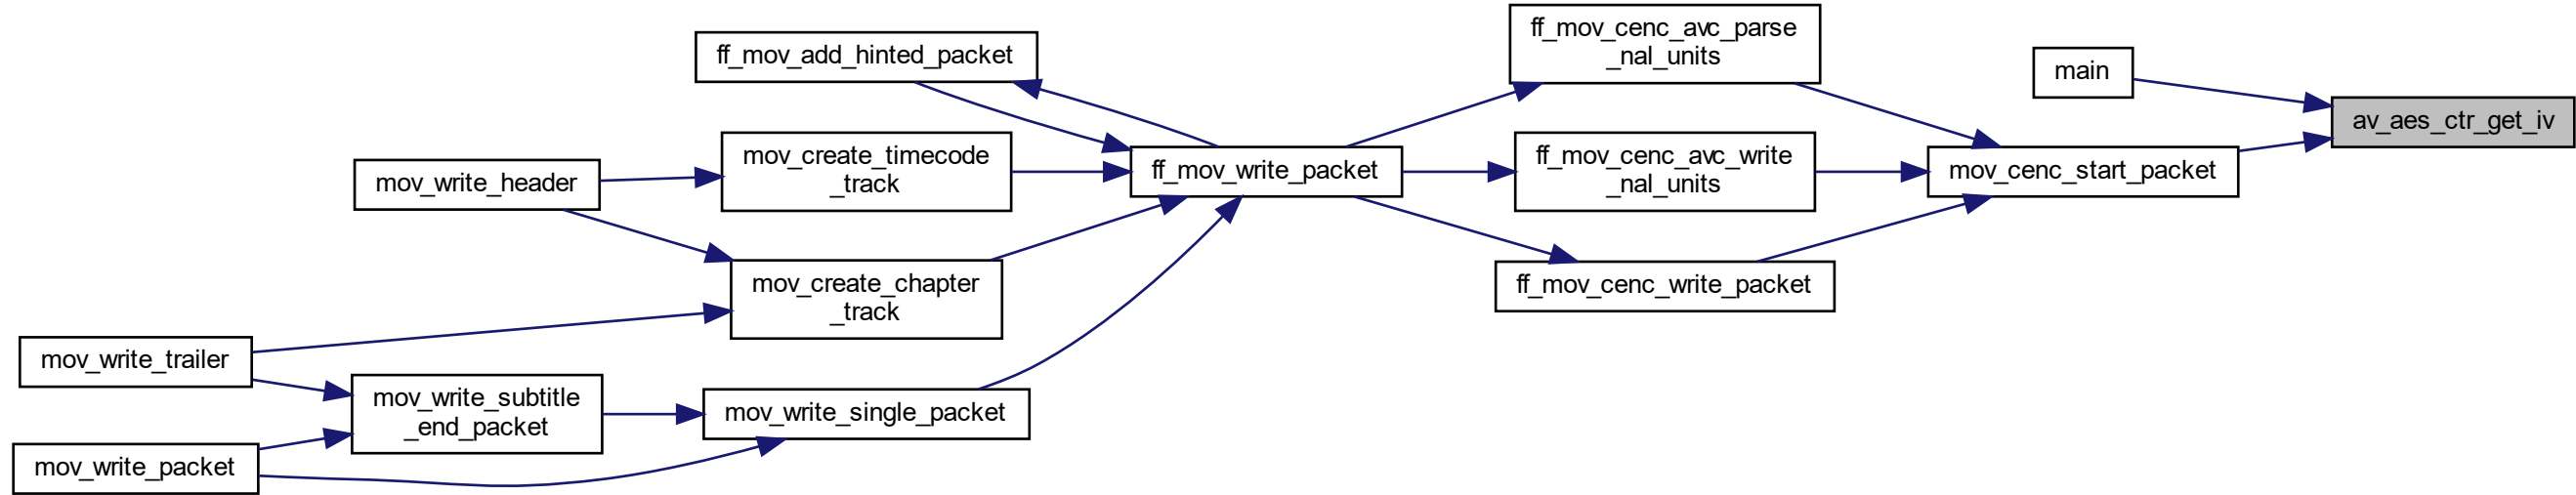 ff_mov_cenc_avc_parse
_nal_units
ff_mov_add_hinted_packet
main
av_aes_ctr_get_iv
mov_create_timecode
_track
ff_mov_cenc_avc_write
_nal_units
mov_write_header
ff_mov_write_packet
mov_cenc_start_packet
mov_create_chapter
_track
ff_mov_cenc_write_packet
mov_write_trailer
mov_write_subtitle
_end_packet
mov_write_single_packet
mov_write_packet